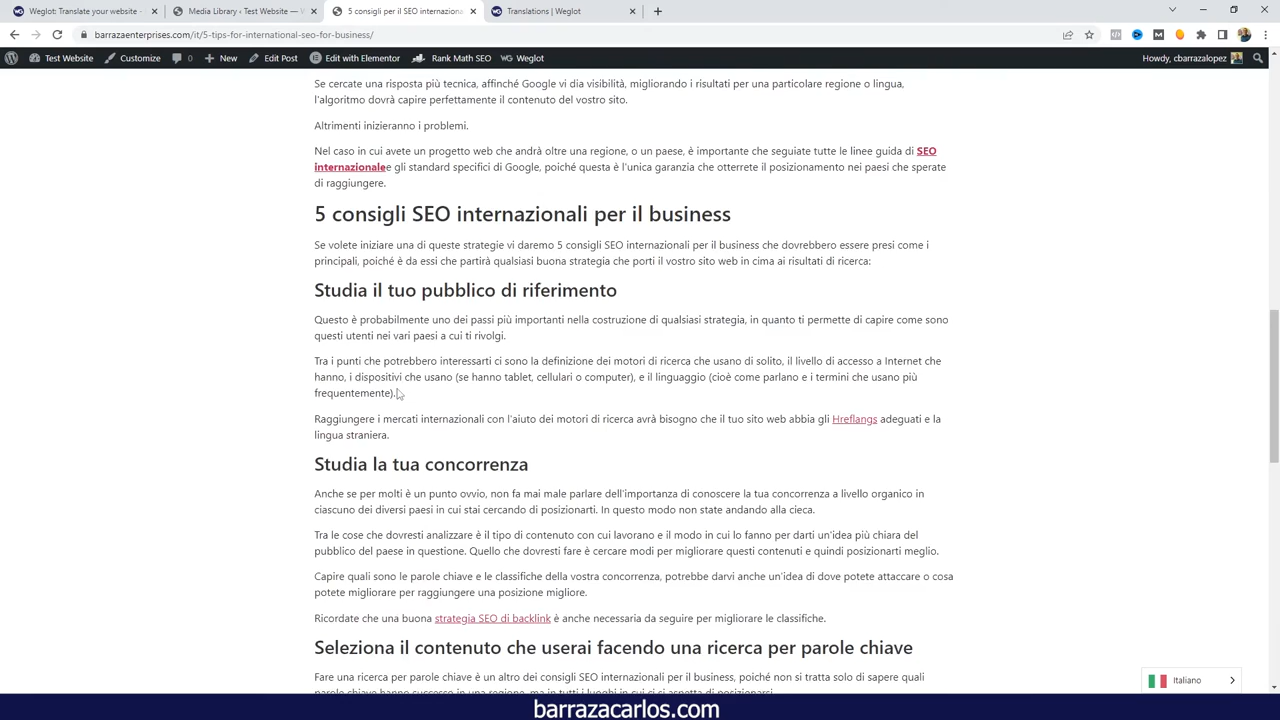 Weglot: Translate your website -
Media Library ‹ Test Website —
5 consigli per il SEO internaziona
Translations | Weglot
barrazaenterprises.com/it/5-tips-for-international-seo-for-business/
Test Website
Customize
0
New
Edit Post
Edit with Elementor
Rank Math SEO
WG Weglot
Howdy, cbarrazalopez
Se cercate una risposta più tecnica, affinché Google vi dia visibilità, migliorando i risultati per una particolare regione o lingua,
l'algoritmo dovrà capire perfettamente il contenuto del vostro sito.
Altrimenti inizieranno i problemi.
Nel caso in cui avete un progetto web che andrà oltre una regione, o un paese, è importante che seguiate tutte le linee guida di SEO
internazionalee gli standard specifici di Google, poiché questa è l'unica garanzia che otterrete il posizionamento nei paesi che sperate
di raggiungere.
5 consigli SEO internazionali per il business
Se volete iniziare una di queste strategie vi daremo 5 consigli SEO internazionali per il business che dovrebbero essere presi come i
principali, poiché è da essi che partirà qualsiasi buona strategia che porti il vostro sito web in cima ai risultati di ricerca:
Studia il tuo pubblico di riferimento
Questo è probabilmente uno dei passi più importanti nella costruzione di qualsiasi strategia, in quanto ti permette di capire come sono
questi utenti nei vari paesi a cui ti rivolgi.
Tra i punti che potrebbero interessarti ci sono la definizione dei motori di ricerca che usano di solito, il livello di accesso a Internet che
hanno, i dispositivi che usano (se hanno tablet, cellulari o computer), e il linguaggio (cioè come parlano e i termini che usano più
frequentemente).
Raggiungere i mercati internazionali con l'aiuto dei motori di ricerca avrà bisogno che il tuo sito web abbia gli Hreflangs adeguati e la
lingua straniera.
Studia la tua concorrenza
Anche se per molti è un punto ovvio, non fa mai male parlare dell'importanza di conoscere la tua concorrenza a livello organico in
ciascuno dei diversi paesi in cui stai cercando di posizionarti. In questo modo non state andando alla cieca.
Tra le cose che dovresti analizzare è il tipo di contenuto con cui lavorano e il modo in cui lo fanno per darti un'idea più chiara del
pubblico del paese in questione. Quello che dovresti fare è cercare modi per migliorare questi contenuti e quindi posizionarti meglio.
Capire quali sono le parole chiave e le classifiche della vostra concorrenza, potrebbe darvi anche un'idea di dove potete attaccare o cosa
potete migliorare per raggiungere una posizione migliore.
Ricordate che una buona strategia SEO di backlink è anche necessaria da seguire per migliorare le classifiche.
Seleziona il contenuto che userai facendo una ricerca per parole chiave
Fare una ricerca per parole chiave è un altro dei consigli SEO internazionali per il business, poiché non si tratta solo di sapere quali
parole chiave hanno successo in una regione, ma in tutti i luoghi in cui ci si aspetta di posizionarsi.
Italiano
barrazacarlos.com